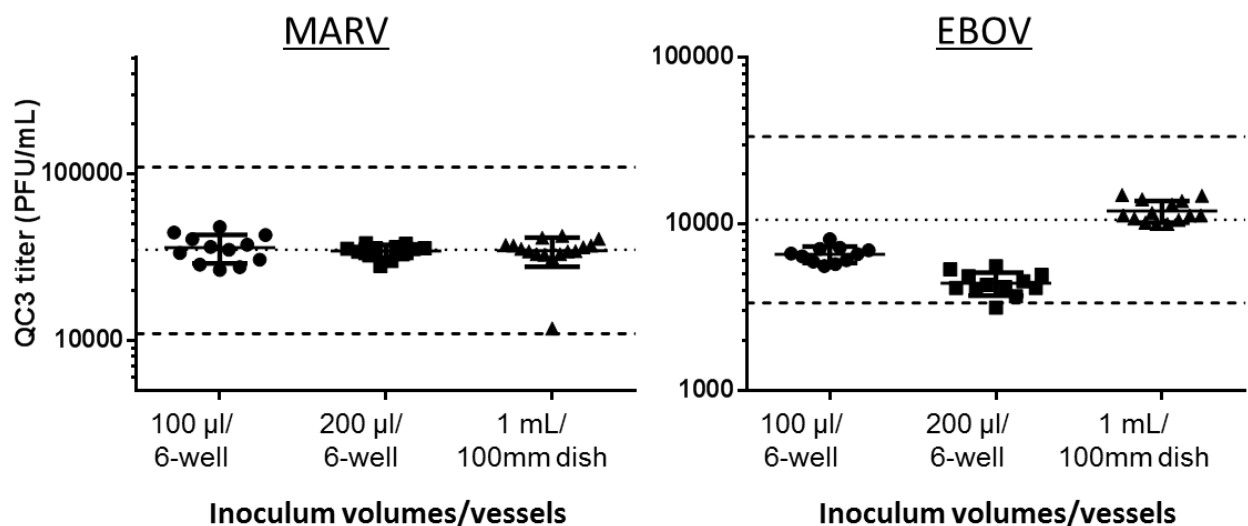 MARV
QC3 titer (PFU/mL)
100000
10000
100 µl/
6-well
200 µl/
6-well
1 mL/
100mm dish
Inoculum volumes/vessels
EBOV
100000
10000
1000
100 µl/
6-well
200 µl/
6-well
1 mL/
100mm dish
Inoculum volumes/vessels